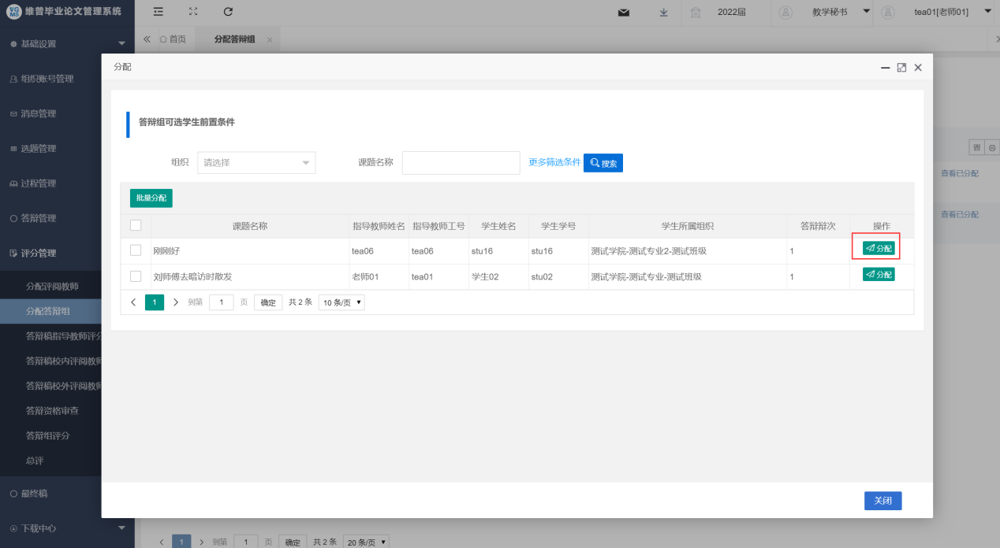 维普毕业论文管理系统
2022届
教学秘书
tea01[老师01]
首页
分配答辩组
基础设置
组织账号管理
消息管理
选题管理
过程管理
答辩管理
评分管理
分配评阅教师
分配答辩组
答辩稿指导教师评分
答辩稿校内评阅教师
答辩稿校外评阅教师
答辩资格审查
答辩组评分
总评
最终稿
下载中心
分配
答辩组可选学生前置条件
组织 请选择 课题名称 更多筛选条件 搜索
批量分配
课题名称 指导教师姓名 指导教师工号 学生姓名 学生学号 学生所属组织 答辩辩次 操作
刚刚好 tea06 tea06 stu16 stu16 测试学院-测试专业2-测试班级 1 分配
刘师傅去暗访时散发 老师01 tea01 学生02 stu02 测试学院-测试专业-测试班级 1 分配
1 到第 1 页 确定 共 2 条 10 条/页
关闭
查看已分配
查看已分配
1 到第 1 页 确定 共 2 条 20 条/页